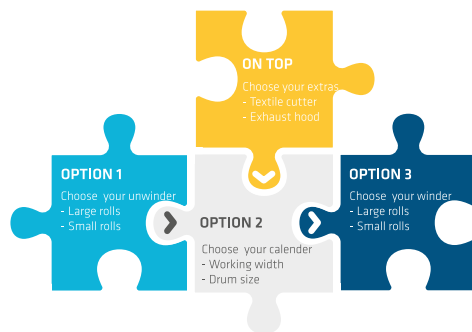 ON TOP
Choose your extras
- Textile cutter
- Exhaust hood
OPTION 1
Choose your unwinder
- Large rolls
- Small rolls
OPTION 2
Choose your calender
- Working width
- Drum size
OPTION 3
Choose your winder
- Large rolls
- Small rolls